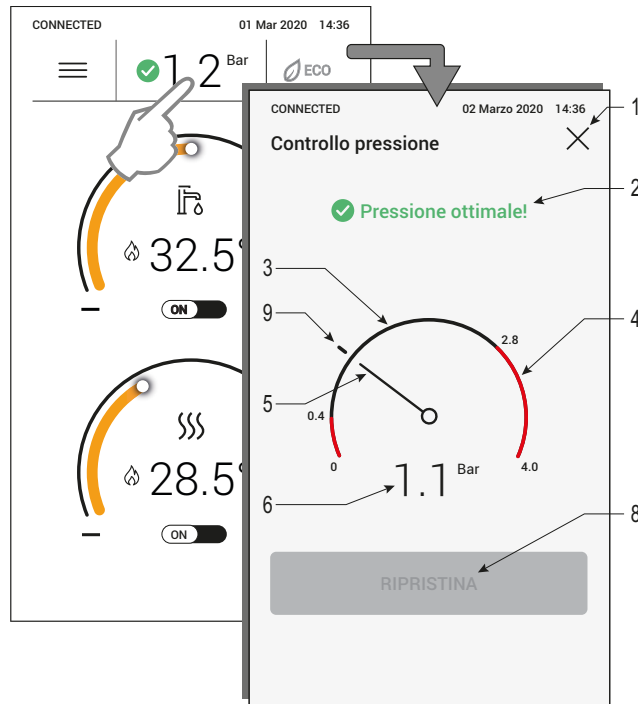 CONNECTED 01 Mar 2020 14:36
1.2 Bar
ECO
32.5°
ON
28.5°
ON
CONNECTED 02 Marzo 2020 14:36
Controllo pressione
Pressione ottimale!
0.4
2.8
0
4.0
1.1 Bar
RIPRISTINA
1
2
3
9
4
5
6
8